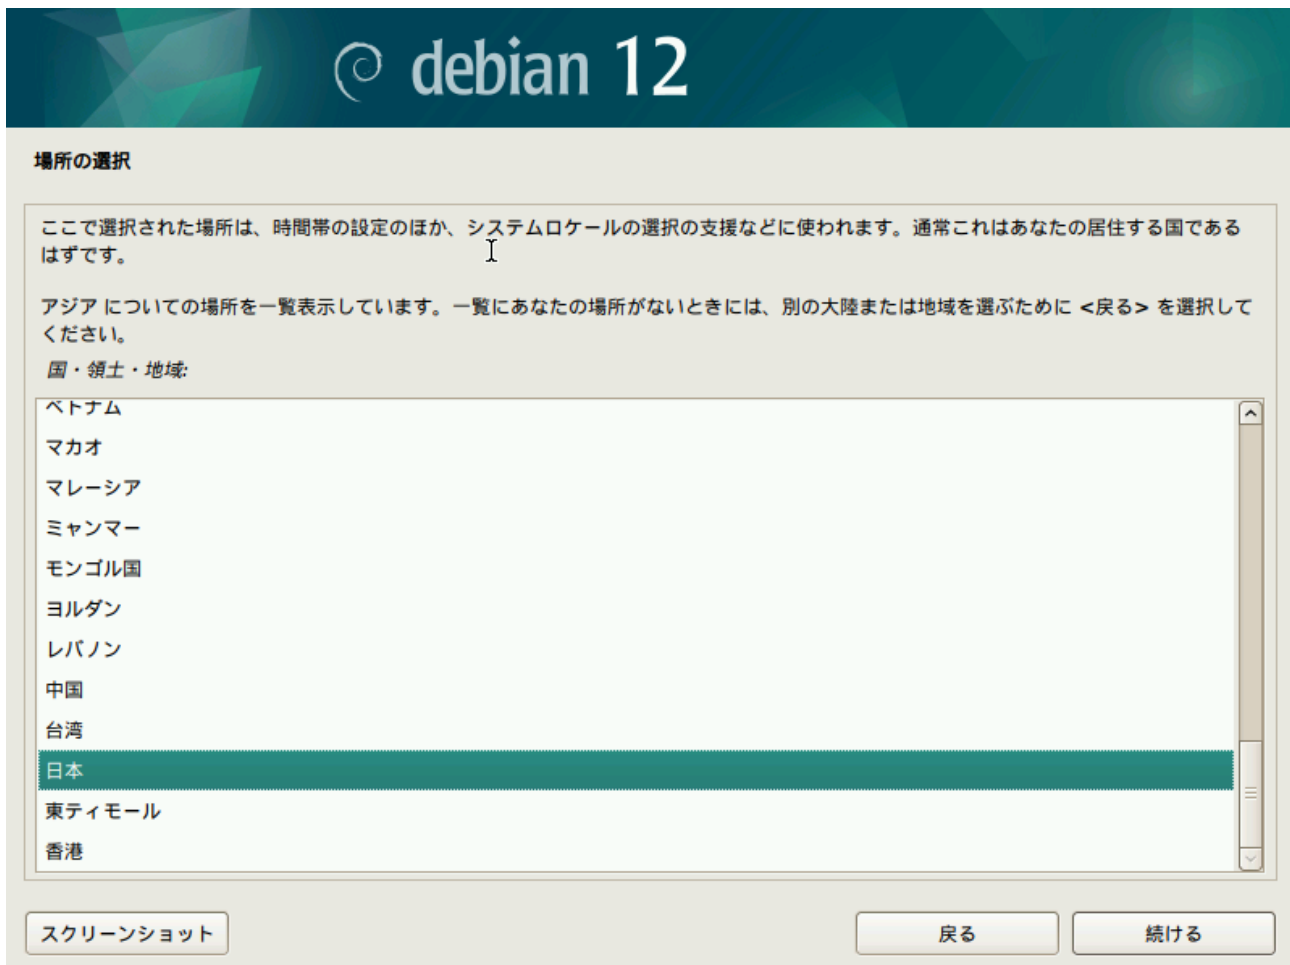 debian 12
場所の選択
ここで選択された場所は、時間帯の設定のほか、システムロケールの選択の支援などに使われます。通常これはあなたの居住する国である
はずです。
アジア についての場所を一覧表示しています。一覧にあなたの場所がないときには、別の大陸または地域を選ぶために <戻る> を選択して
ください。
国・領土・地域:
ベトナム
マカオ
マレーシア
ミャンマー
モンゴル国
ヨルダン
レバノン
中国
台湾
日本
東ティモール
香港
スクリーンショット
戻る
続ける